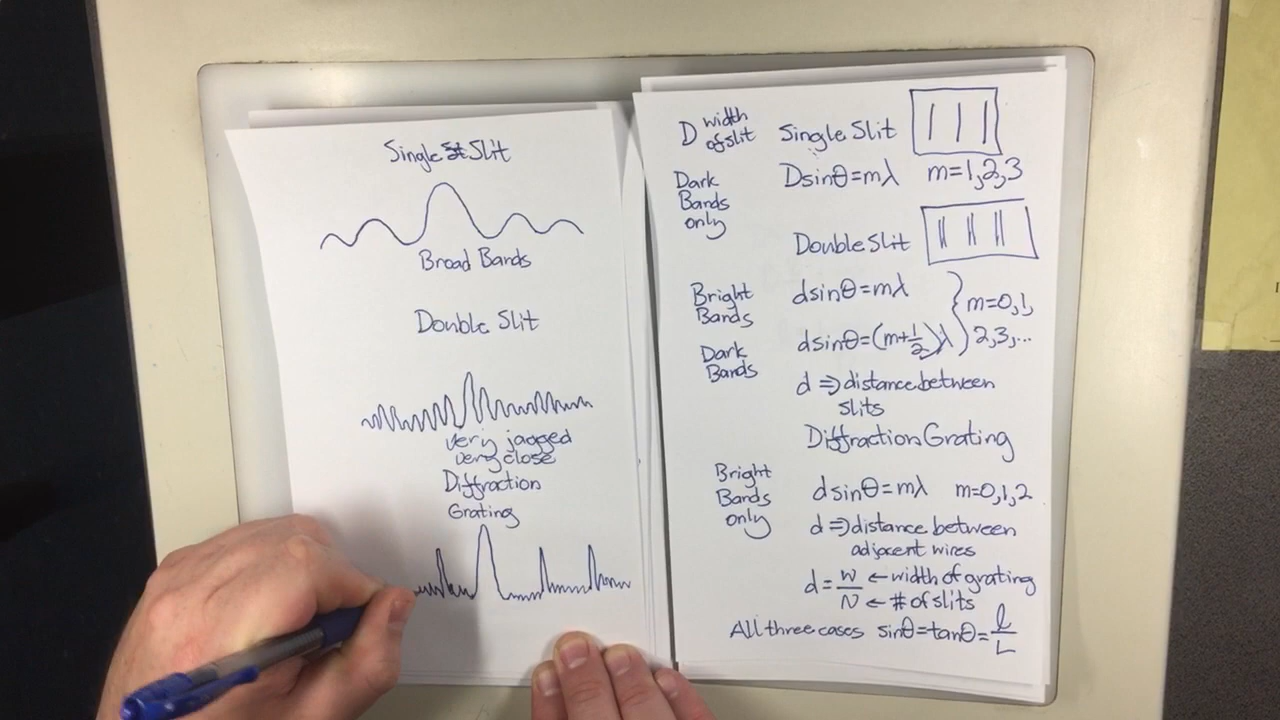 Single Slit
Broad Bands
Double Slit
very jagged
very close
Diffraction
Grating
D width
of slit
Single Slit
Dark
Bands
only
Dsinθ=mλ m=1,2,3
Double Slit
Bright
Bands
dsinθ=mλ
Dark
Bands
dsinθ=(m+1/2)λ
} m=0,1,
2,3,...
d ⇒ distance between
slits
Diffraction Grating
Bright
Bands
only
dsinθ=mλ m=0,1,2
d ⇒ distance between
adjacent wires
d = W ← width of grating
N ← # of slits
All three cases sinθ=tanθ=l/L